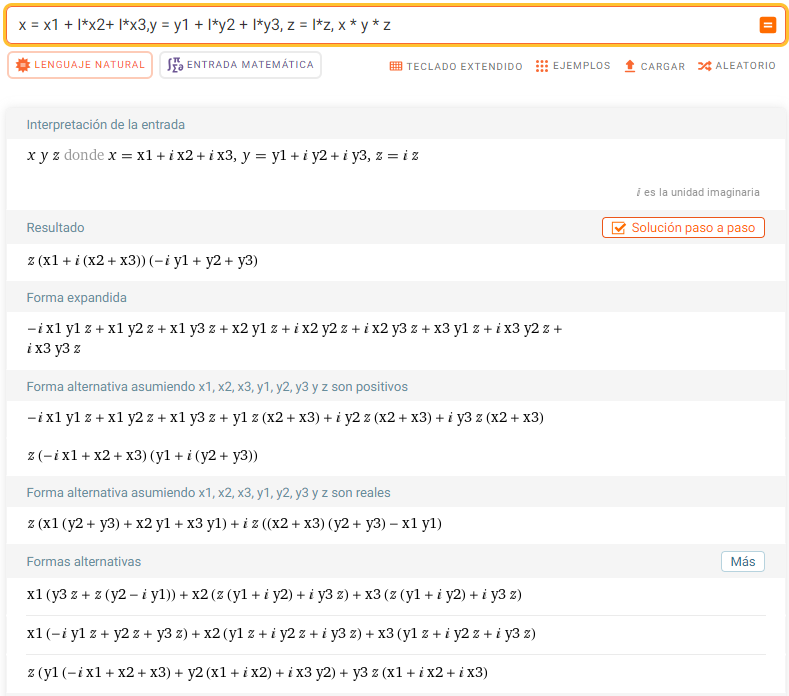 x = x1 + I*x2+ I*x3,y = y1 + I*y2 + I*y3, z = I*z, x * y * z
LENGUAJE NATURAL
ENTRADA MATEMÁTICA
TECLADO EXTENDIDO
EJEMPLOS
CARGAR
ALEATORIO
Interpretación de la entrada
x y z donde x = x1 + i x2 + i x3, y = y1 + i y2 + i y3, z = i z
i es la unidad imaginaria
Resultado
Solución paso a paso
z (x1 + i (x2 + x3)) (−i y1 + y2 + y3)
Forma expandida
−i x1 y1 z + x1 y2 z + x1 y3 z + x2 y1 z + i x2 y2 z + i x2 y3 z + x3 y1 z + i x3 y2 z +
i x3 y3 z
Forma alternativa asumiendo x1, x2, x3, y1, y2, y3 y z son positivos
−i x1 y1 z + x1 y2 z + x1 y3 z + y1 z (x2 + x3) + i y2 z (x2 + x3) + i y3 z (x2 + x3)
z (−i x1 + x2 + x3) (y1 + i (y2 + y3))
Forma alternativa asumiendo x1, x2, x3, y1, y2, y3 y z son reales
z (x1 (y2 + y3) + x2 y1 + x3 y1) + i z ((x2 + x3) (y2 + y3) − x1 y1)
Formas alternativas
Más
x1 (y3 z + z (y2 − i y1)) + x2 (z (y1 + i y2) + i y3 z) + x3 (z (y1 + i y2) + i y3 z)
x1 (−i y1 z + y2 z + y3 z) + x2 (y1 z + i y2 z + i y3 z) + x3 (y1 z + i y2 z + i y3 z)
z (y1 (−i x1 + x2 + x3) + y2 (x1 + i x2) + i x3 y2) + y3 z (x1 + i x2 + i x3)